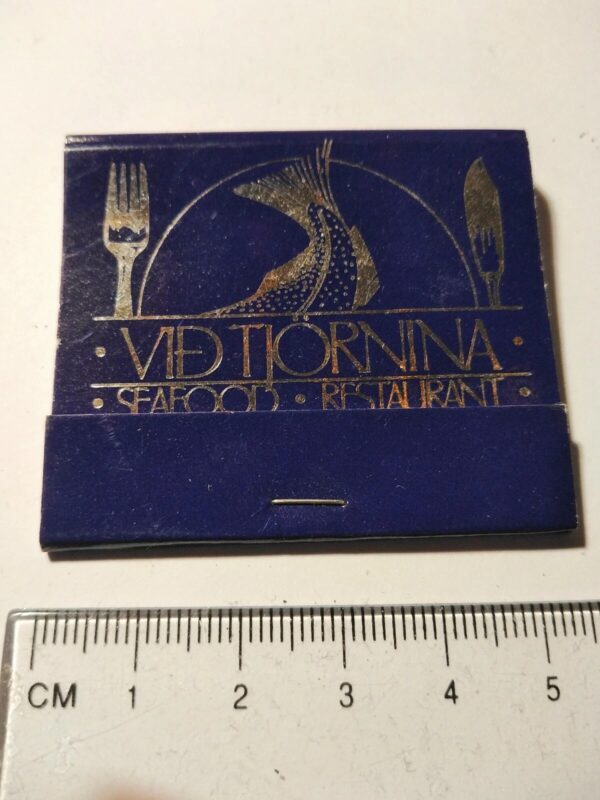 · VIÐ TJÖRNINA ·
· SEAFOOD · RESTAURANT ·
CM 1 2 3 4 5